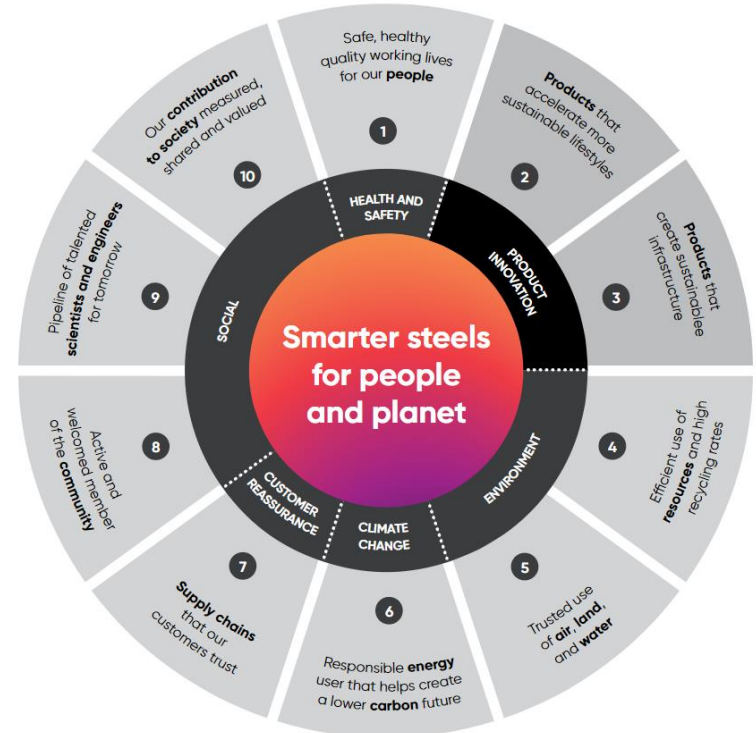 Smarter steels
for people
and planet
HEALTH AND
SAFETY
PRODUCT
INNOVATION
ENVIRONMENT
CLIMATE
CHANGE
CUSTOMER
REASSURANCE
SOCIAL
Safe, healthy
quality working lives
for our people
1
Products that
accelerate more
sustainable lifestyles
2
Products that
create sustainablee
infrastructure
3
Efficient use of
resources and high
recycling rates
4
Trusted use
of air, land,
and water
5
Responsible energy
user that helps create
a lower carbon future
6
Supply chains
that our
customers trust
7
Active and
welcomed member
of the community
8
Pipeline of talented
scientists and engineers
for tomorrow
9
Our contribution
to society measured,
shared and valued
10